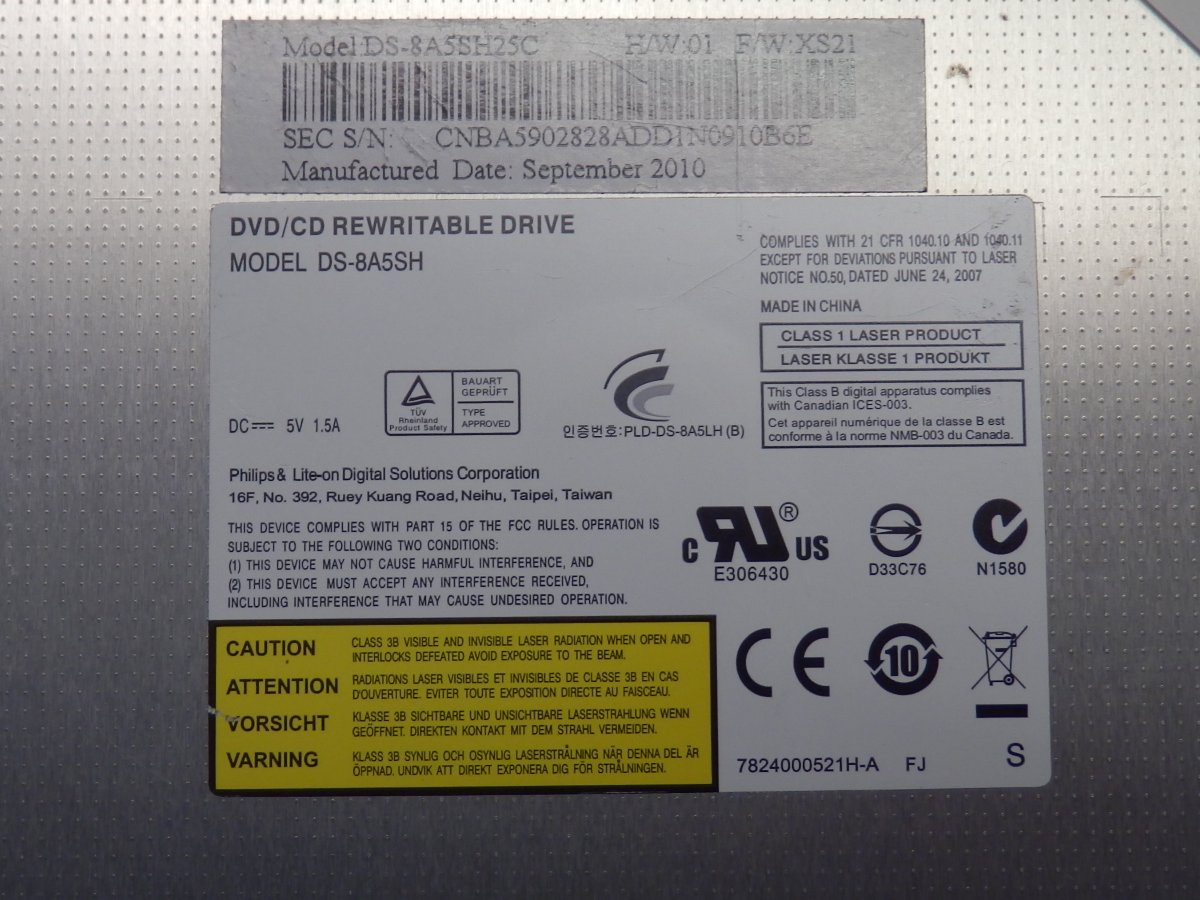 Model:DS-8A5SH25C H/W:01 F/W:XS21
SEC S/N: CNBA5902828ADD1N0910B6E
Manufactured Date: September 2010
DVD/CD REWRITABLE DRIVE
MODEL DS-8A5SH
COMPLIES WITH 21 CFR 1040.10 AND 1040.11
EXCEPT FOR DEVIATIONS PURSUANT TO LASER
NOTICE NO.50, DATED JUNE 24, 2007
MADE IN CHINA
CLASS 1 LASER PRODUCT
LASER KLASSE 1 PRODUKT
This Class B digital apparatus complies
with Canadian ICES-003.
Cet appareil numérique de la classe B est
conforme à la norme NMB-003 du Canada.
DC 5V 1.5A
TÜV
Rheinland
Product Safety
BAUART
GEPRÜFT
TYPE
APPROVED
인증번호:PLD-DS-8A5LH (B)
Philips & Lite-on Digital Solutions Corporation
16F, No. 392, Ruey Kuang Road, Neihu, Taipei, Taiwan
THIS DEVICE COMPLIES WITH PART 15 OF THE FCC RULES. OPERATION IS
SUBJECT TO THE FOLLOWING TWO CONDITIONS:
(1) THIS DEVICE MAY NOT CAUSE HARMFUL INTERFERENCE, AND
(2) THIS DEVICE MUST ACCEPT ANY INTERFERENCE RECEIVED,
INCLUDING INTERFERENCE THAT MAY CAUSE UNDESIRED OPERATION.
C RU ® US
E306430
D33C76
N1580
CAUTION CLASS 3B VISIBLE AND INVISIBLE LASER RADIATION WHEN OPEN AND
INTERLOCKS DEFEATED AVOID EXPOSURE TO THE BEAM.
ATTENTION RADIATIONS LASER VISIBLES ET INVISIBLES DE CLASSE 3B EN CAS
D'OUVERTURE. EVITER TOUTE EXPOSITION DIRECTE AU FAISCEAU.
VORSICHT KLASSE 3B SICHTBARE UND UNSICHTBARE LASERSTRAHLUNG WENN
GEÖFFNET. DIREKTEN KONTAKT MIT DEM STRAHL VERMEIDEN.
VARNING KLASS 3B SYNLIG OCH OSYNLIG LASERSTRÅLNING NÄR DENNA DEL ÄR
ÖPPNAD. UNDVIK ATT DIREKT EXPONERA DIG FÖR STRÅLNINGEN.
CE
10
7824000521H-A FJ S